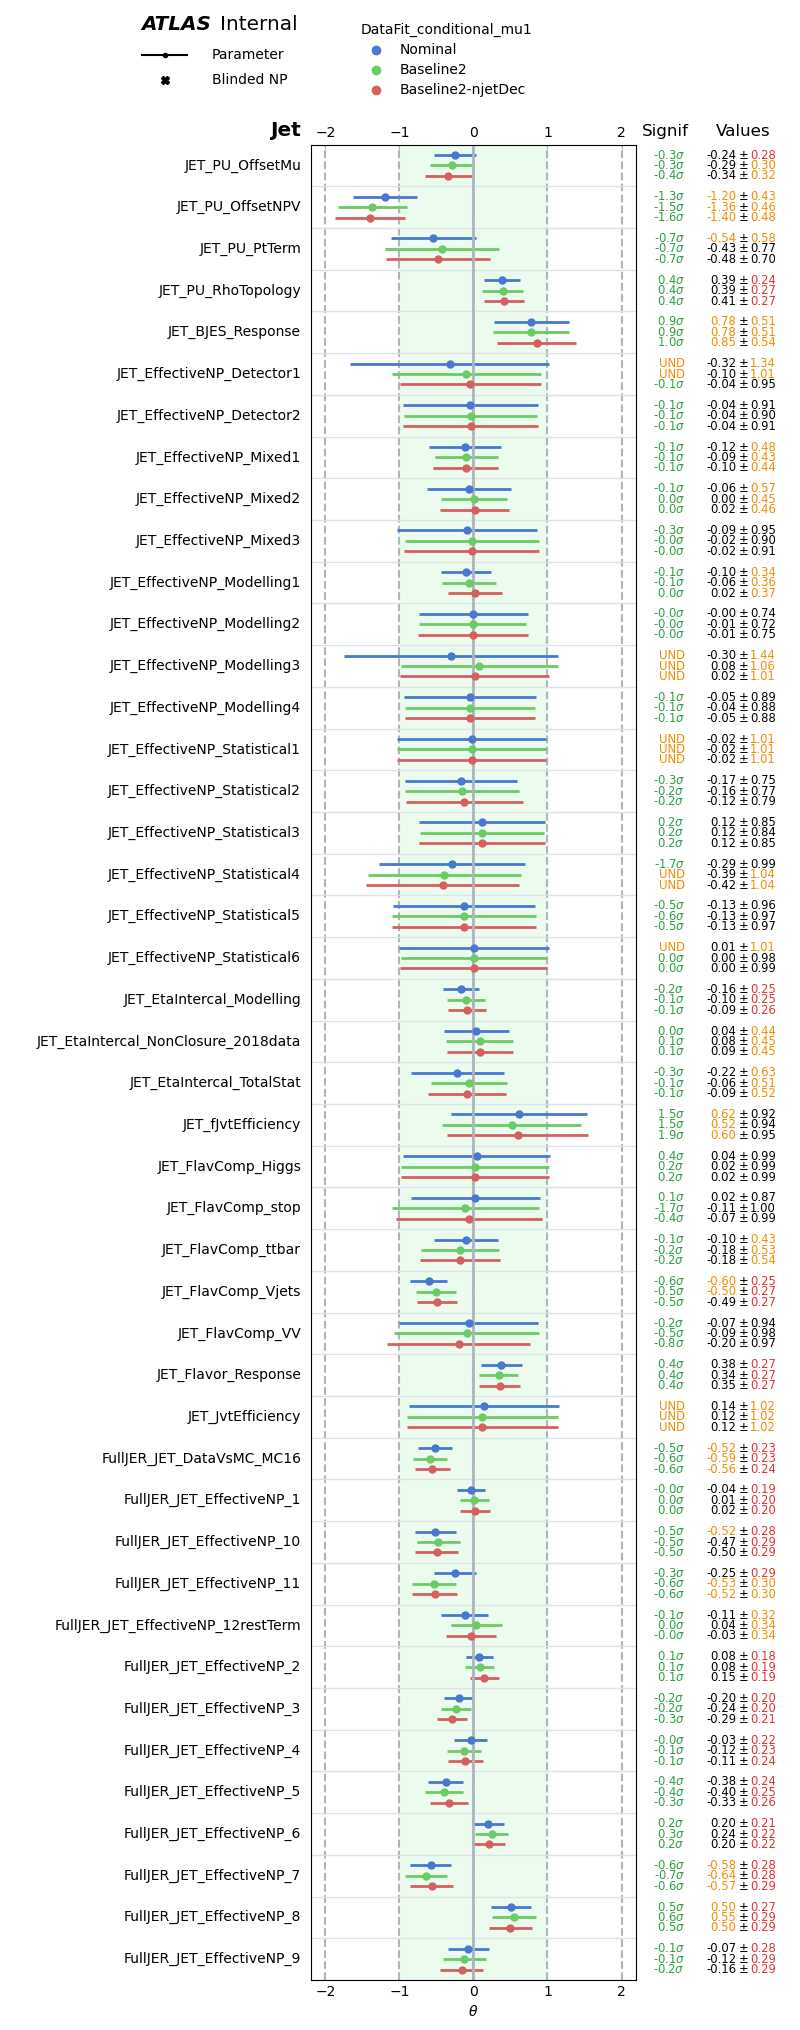 ATLAS Internal
Parameter
Blinded NP
DataFit_conditional_mu1
Nominal
Baseline2
Baseline2-njetDec
Jet
−2 −1 0 1 2
Signif Values
JET_PU_OffsetMu
-0.3σ -0.24 ± 0.28
-0.3σ -0.29 ± 0.30
-0.4σ -0.34 ± 0.32
JET_PU_OffsetNPV
-1.3σ -1.20 ± 0.43
-1.5σ -1.36 ± 0.46
-1.6σ -1.40 ± 0.48
JET_PU_PtTerm
-0.7σ -0.54 ± 0.58
-0.7σ -0.43 ± 0.77
-0.7σ -0.48 ± 0.70
JET_PU_RhoTopology
0.4σ 0.39 ± 0.24
0.4σ 0.39 ± 0.27
0.4σ 0.41 ± 0.27
JET_BJES_Response
0.9σ 0.78 ± 0.51
0.9σ 0.78 ± 0.51
1.0σ 0.85 ± 0.54
JET_EffectiveNP_Detector1
UND -0.32 ± 1.34
UND -0.10 ± 1.01
-0.1σ -0.04 ± 0.95
JET_EffectiveNP_Detector2
-0.1σ -0.04 ± 0.91
-0.1σ -0.04 ± 0.90
-0.1σ -0.04 ± 0.91
JET_EffectiveNP_Mixed1
-0.1σ -0.12 ± 0.48
-0.1σ -0.09 ± 0.43
-0.1σ -0.10 ± 0.44
JET_EffectiveNP_Mixed2
-0.1σ -0.06 ± 0.57
0.0σ 0.00 ± 0.45
0.0σ 0.02 ± 0.46
JET_EffectiveNP_Mixed3
-0.3σ -0.09 ± 0.95
-0.0σ -0.02 ± 0.90
-0.0σ -0.02 ± 0.91
JET_EffectiveNP_Modelling1
-0.1σ -0.10 ± 0.34
-0.1σ -0.06 ± 0.36
0.0σ 0.02 ± 0.37
JET_EffectiveNP_Modelling2
-0.0σ -0.00 ± 0.74
-0.0σ -0.01 ± 0.72
-0.0σ -0.01 ± 0.75
JET_EffectiveNP_Modelling3
UND -0.30 ± 1.44
UND 0.08 ± 1.06
UND 0.02 ± 1.01
JET_EffectiveNP_Modelling4
-0.1σ -0.05 ± 0.89
-0.1σ -0.04 ± 0.88
-0.1σ -0.05 ± 0.88
JET_EffectiveNP_Statistical1
UND -0.02 ± 1.01
UND -0.02 ± 1.01
UND -0.02 ± 1.01
JET_EffectiveNP_Statistical2
-0.3σ -0.17 ± 0.75
-0.2σ -0.16 ± 0.77
-0.2σ -0.12 ± 0.79
JET_EffectiveNP_Statistical3
0.2σ 0.12 ± 0.85
0.2σ 0.12 ± 0.84
0.2σ 0.12 ± 0.85
JET_EffectiveNP_Statistical4
-1.7σ -0.29 ± 0.99
UND -0.39 ± 1.04
UND -0.42 ± 1.04
JET_EffectiveNP_Statistical5
-0.5σ -0.13 ± 0.96
-0.6σ -0.13 ± 0.97
-0.5σ -0.13 ± 0.97
JET_EffectiveNP_Statistical6
UND 0.01 ± 1.01
0.0σ 0.00 ± 0.98
0.0σ 0.00 ± 0.99
JET_EtaIntercal_Modelling
-0.2σ -0.16 ± 0.25
-0.1σ -0.10 ± 0.25
-0.1σ -0.09 ± 0.26
JET_EtaIntercal_NonClosure_2018data
0.0σ 0.04 ± 0.44
0.1σ 0.08 ± 0.45
0.1σ 0.09 ± 0.45
JET_EtaIntercal_TotalStat
-0.3σ -0.22 ± 0.63
-0.1σ -0.06 ± 0.51
-0.1σ -0.09 ± 0.52
JET_fJvtEfficiency
1.5σ 0.62 ± 0.92
1.5σ 0.52 ± 0.94
1.9σ 0.60 ± 0.95
JET_FlavComp_Higgs
0.4σ 0.04 ± 0.99
0.2σ 0.02 ± 0.99
0.2σ 0.02 ± 0.99
JET_FlavComp_stop
0.1σ 0.02 ± 0.87
-1.7σ -0.11 ± 1.00
-0.4σ -0.07 ± 0.99
JET_FlavComp_ttbar
-0.1σ -0.10 ± 0.43
-0.2σ -0.18 ± 0.53
-0.2σ -0.18 ± 0.54
JET_FlavComp_Vjets
-0.6σ -0.60 ± 0.25
-0.5σ -0.50 ± 0.27
-0.5σ -0.49 ± 0.27
JET_FlavComp_VV
-0.2σ -0.07 ± 0.94
-0.5σ -0.09 ± 0.98
-0.8σ -0.20 ± 0.97
JET_Flavor_Response
0.4σ 0.38 ± 0.27
0.4σ 0.34 ± 0.27
0.4σ 0.35 ± 0.27
JET_JvtEfficiency
UND 0.14 ± 1.02
UND 0.12 ± 1.02
UND 0.12 ± 1.02
FullJER_JET_DataVsMC_MC16
-0.5σ -0.52 ± 0.23
-0.6σ -0.59 ± 0.23
-0.6σ -0.56 ± 0.24
FullJER_JET_EffectiveNP_1
-0.0σ -0.04 ± 0.19
0.0σ 0.01 ± 0.20
0.0σ 0.02 ± 0.20
FullJER_JET_EffectiveNP_10
-0.5σ -0.52 ± 0.28
-0.5σ -0.47 ± 0.29
-0.5σ -0.50 ± 0.29
FullJER_JET_EffectiveNP_11
-0.3σ -0.25 ± 0.29
-0.6σ -0.53 ± 0.30
-0.6σ -0.52 ± 0.30
FullJER_JET_EffectiveNP_12restTerm
-0.1σ -0.11 ± 0.32
0.0σ 0.04 ± 0.34
-0.0σ -0.03 ± 0.34
FullJER_JET_EffectiveNP_2
0.1σ 0.08 ± 0.18
0.1σ 0.08 ± 0.19
0.1σ 0.15 ± 0.19
FullJER_JET_EffectiveNP_3
-0.2σ -0.20 ± 0.20
-0.2σ -0.24 ± 0.20
-0.3σ -0.29 ± 0.21
FullJER_JET_EffectiveNP_4
-0.0σ -0.03 ± 0.22
-0.1σ -0.12 ± 0.23
-0.1σ -0.11 ± 0.24
FullJER_JET_EffectiveNP_5
-0.4σ -0.38 ± 0.24
-0.4σ -0.40 ± 0.25
-0.3σ -0.33 ± 0.26
FullJER_JET_EffectiveNP_6
0.2σ 0.20 ± 0.21
0.3σ 0.24 ± 0.22
0.2σ 0.20 ± 0.22
FullJER_JET_EffectiveNP_7
-0.6σ -0.58 ± 0.28
-0.7σ -0.64 ± 0.28
-0.6σ -0.57 ± 0.29
FullJER_JET_EffectiveNP_8
0.5σ 0.50 ± 0.27
0.6σ 0.55 ± 0.29
0.5σ 0.50 ± 0.29
FullJER_JET_EffectiveNP_9
-0.1σ -0.07 ± 0.28
-0.1σ -0.12 ± 0.29
-0.2σ -0.16 ± 0.29
−2 −1 0 1 2
θ